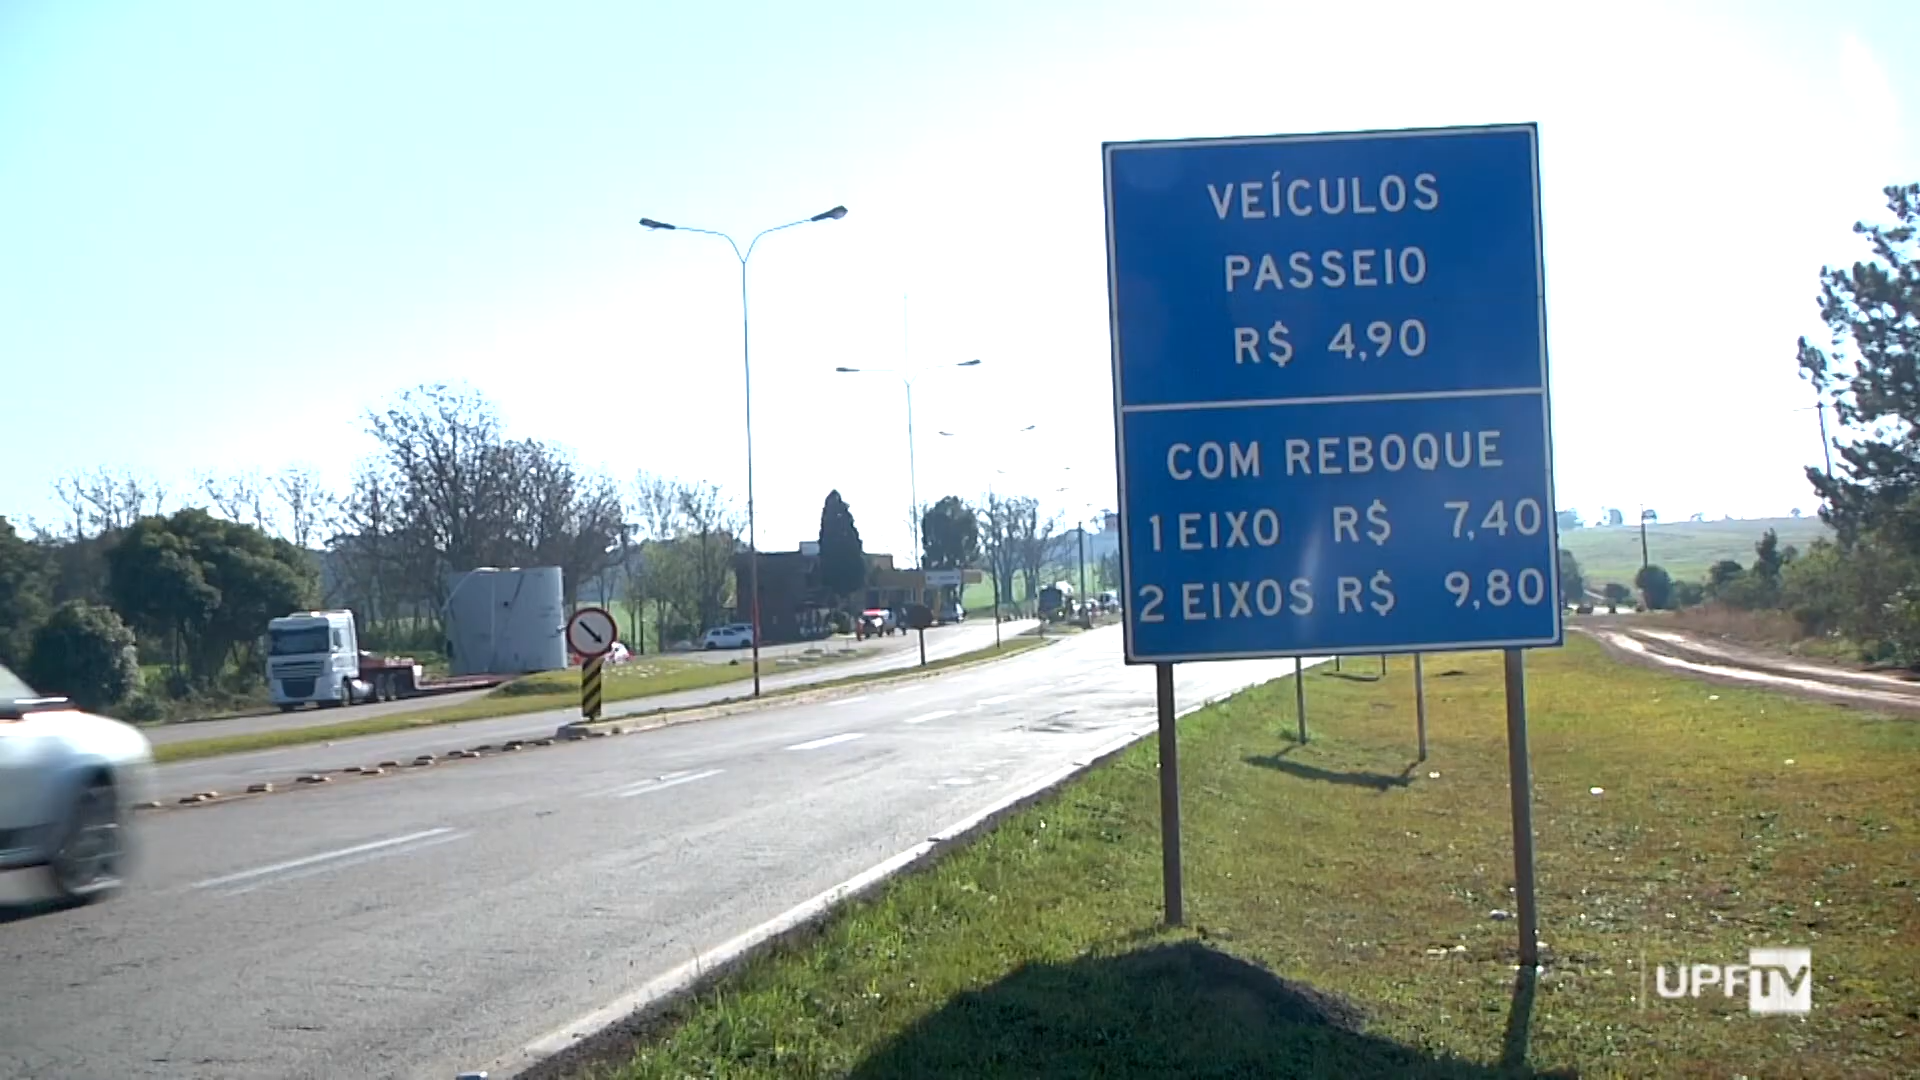 VEÍCULOS
PASSEIO
R$ 4,90
COM REBOQUE
1 EIXO R$ 7,40
2 EIXOS R$ 9,80
UPFTV